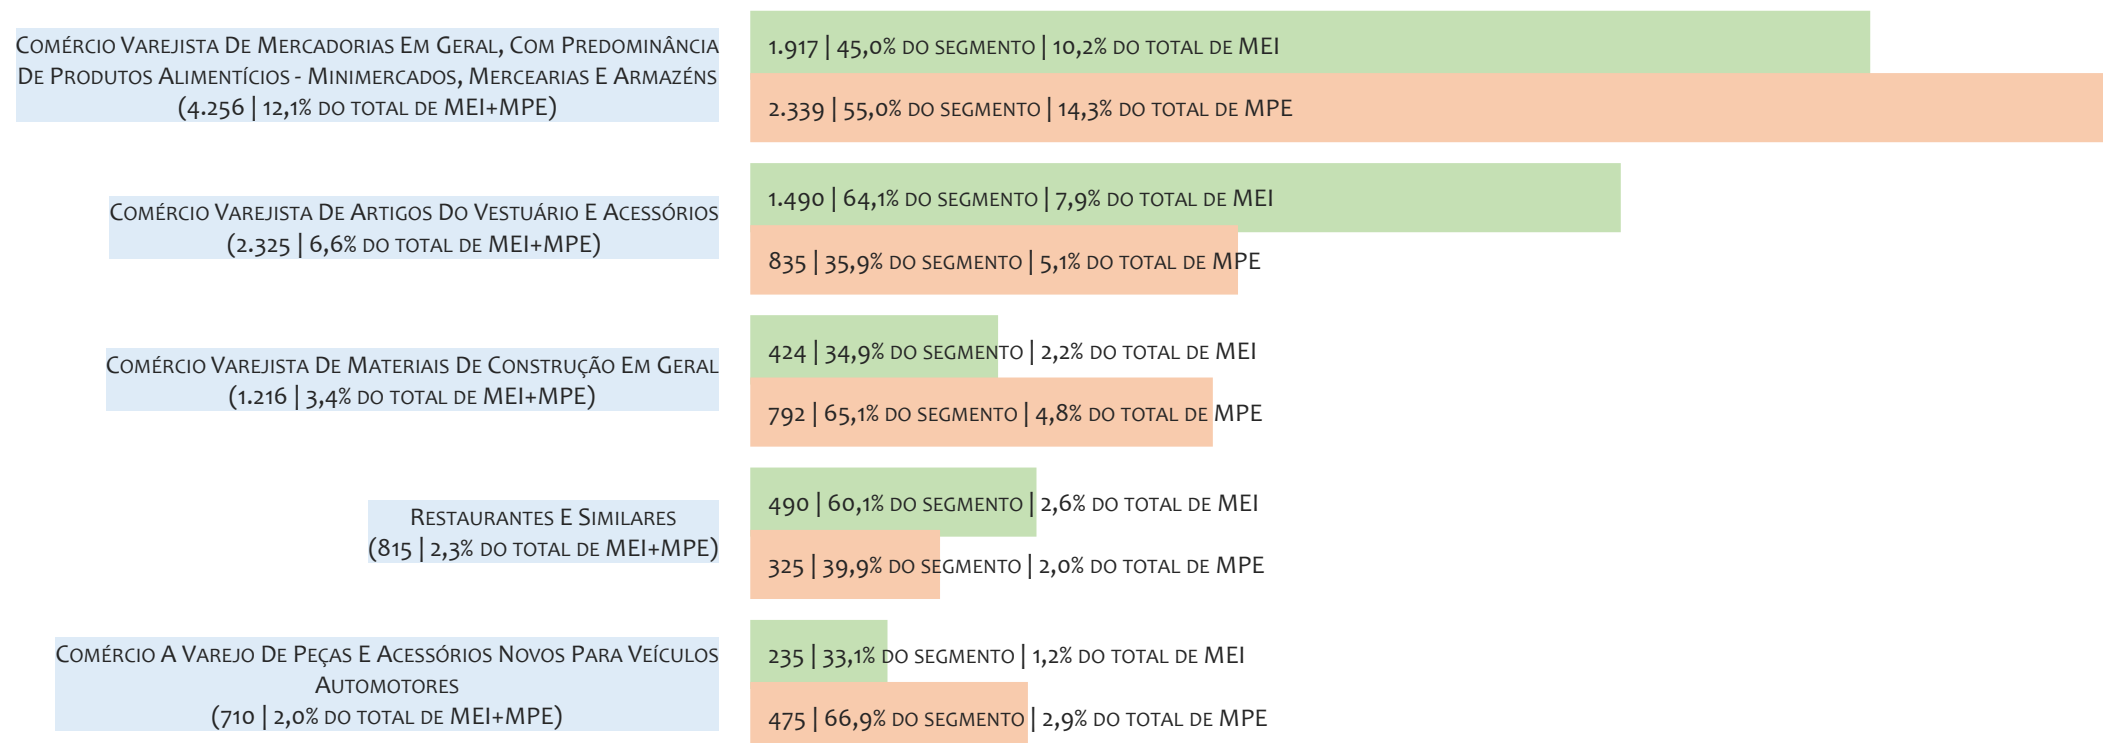 Comércio Varejista De Mercadorias Em Geral, Com Predominância
De Produtos Alimentícios - Minimercados, Mercearias E Armazéns
(4.256 | 12,1% do total de MEI+MPE)
1.917 | 45,0% do segmento | 10,2% do total de MEI
2.339 | 55,0% do segmento | 14,3% do total de MPE
Comércio Varejista De Artigos Do Vestuário E Acessórios
(2.325 | 6,6% do total de MEI+MPE)
1.490 | 64,1% do segmento | 7,9% do total de MEI
835 | 35,9% do segmento | 5,1% do total de MPE
Comércio Varejista De Materiais De Construção Em Geral
(1.216 | 3,4% do total de MEI+MPE)
424 | 34,9% do segmento | 2,2% do total de MEI
792 | 65,1% do segmento | 4,8% do total de MPE
Restaurantes E Similares
(815 | 2,3% do total de MEI+MPE)
490 | 60,1% do segmento | 2,6% do total de MEI
325 | 39,9% do segmento | 2,0% do total de MPE
Comércio A Varejo De Peças E Acessórios Novos Para Veículos
Automotores
(710 | 2,0% do total de MEI+MPE)
235 | 33,1% do segmento | 1,2% do total de MEI
475 | 66,9% do segmento | 2,9% do total de MPE